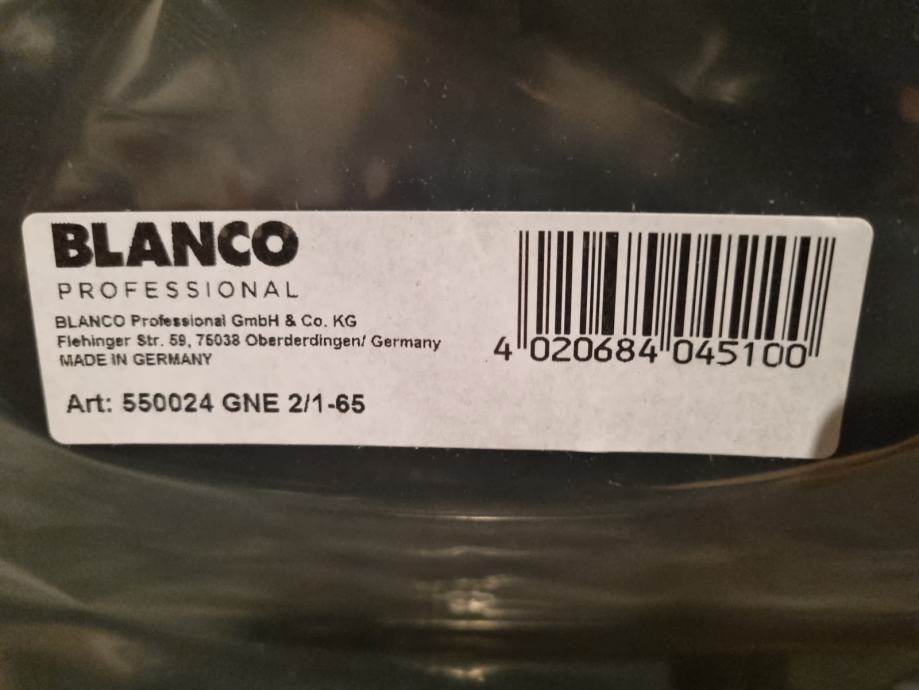 BLANCO
PROFESSIONAL
BLANCO Professional GmbH & Co. KG
Flehinger Str. 59, 75038 Oberderdingen/ Germany
MADE IN GERMANY
Art: 550024 GNE 2/1-65
4 020684 045100